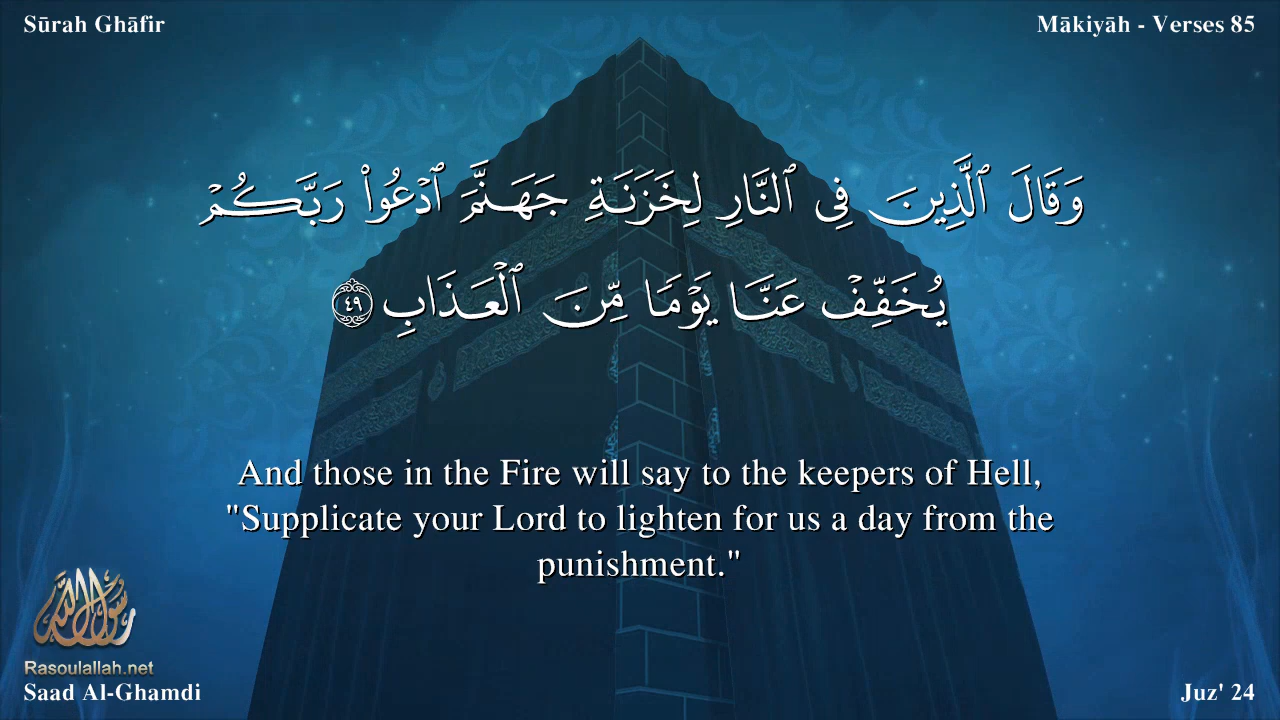 Sūrah Ghāfir
Mākiyāh - Verses 85
وَقَالَ ٱلَّذِينَ فِى ٱلنَّارِ لِخَزَنَةِ جَهَنَّمَ ٱدْعُوا۟ رَبَّكُمْ
يُخَفِّفْ عَنَّا يَوْمًا مِّنَ ٱلْعَذَابِ ٤٩
And those in the Fire will say to the keepers of Hell,
"Supplicate your Lord to lighten for us a day from the
punishment."
رسول الله
Rasoulallah.net
Saad Al-Ghamdi
Juz' 24